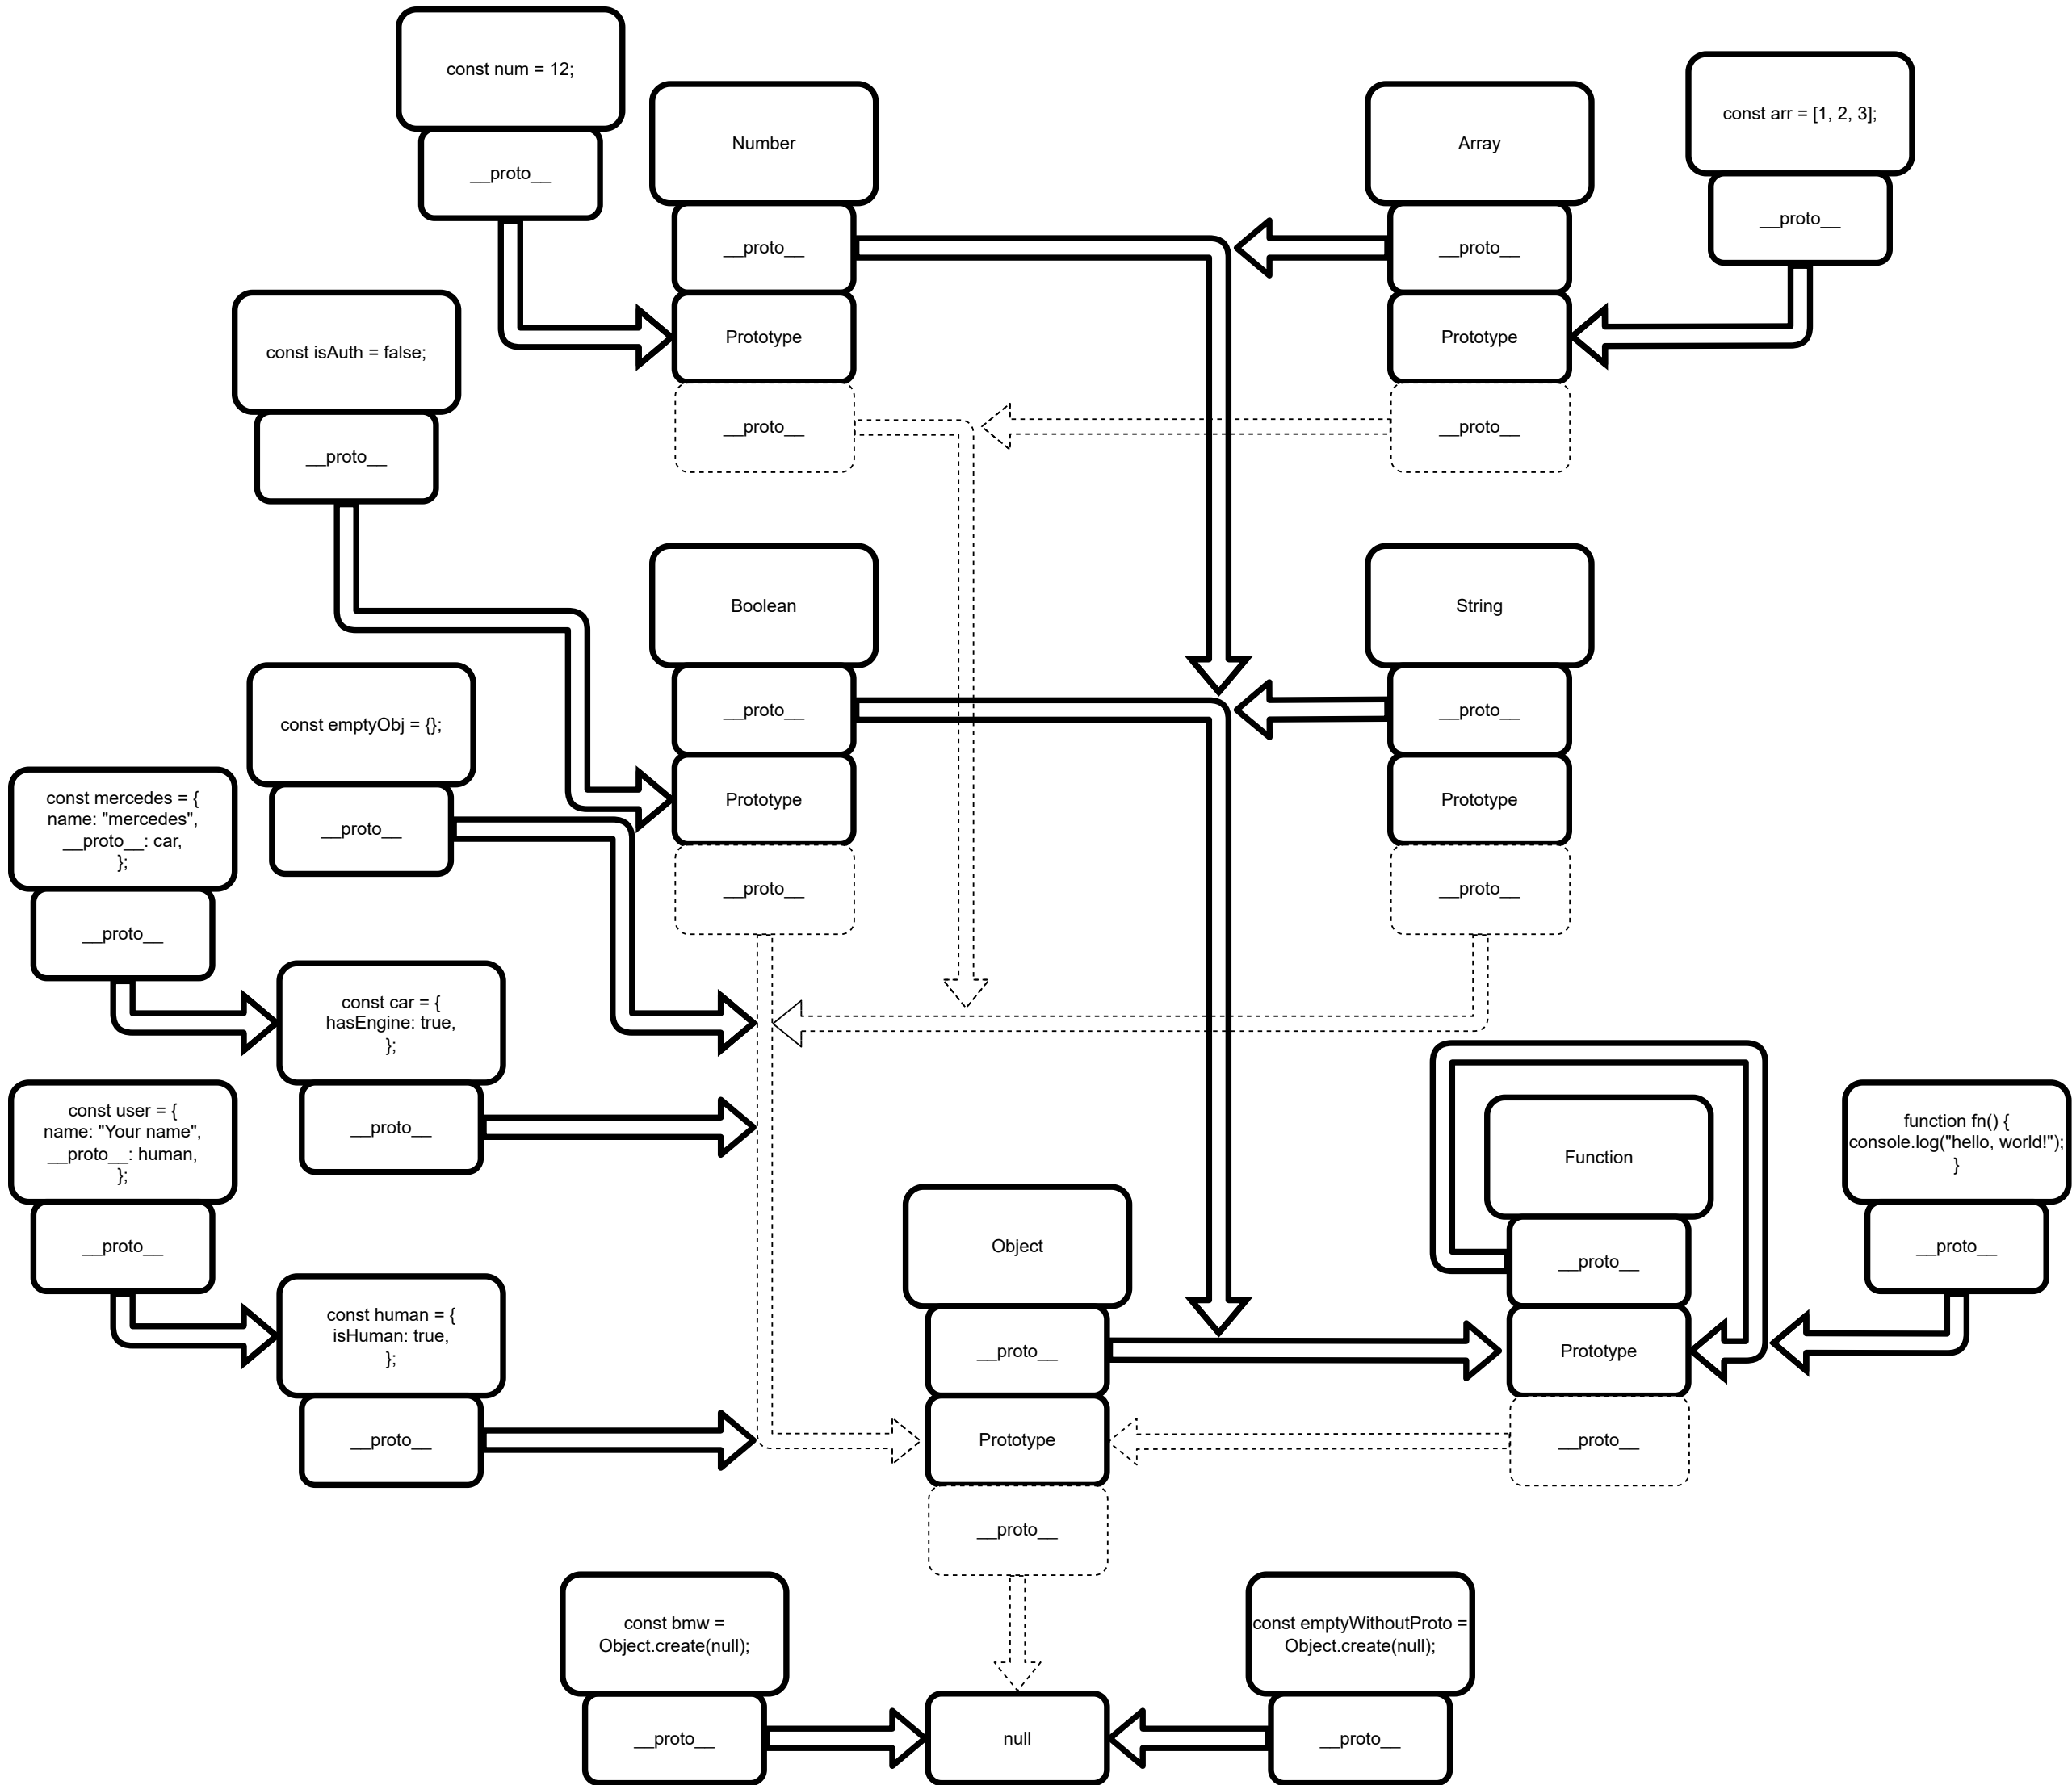 const num = 12;
__proto__
Number
__proto__
Prototype
__proto__
Array
__proto__
Prototype
__proto__
const arr = [1, 2, 3];
__proto__
const isAuth = false;
__proto__
Boolean
__proto__
Prototype
__proto__
String
__proto__
Prototype
__proto__
const emptyObj = {};
__proto__
const mercedes = {
name: "mercedes",
__proto__: car,
};
__proto__
const car = {
hasEngine: true,
};
__proto__
const user = {
name: "Your name",
__proto__: human,
};
__proto__
const human = {
isHuman: true,
};
__proto__
Object
__proto__
Prototype
__proto__
Function
__proto__
Prototype
__proto__
function fn() {
console.log("hello, world!");
}
__proto__
const bmw =
Object.create(null);
__proto__
null
const emptyWithoutProto =
Object.create(null);
__proto__